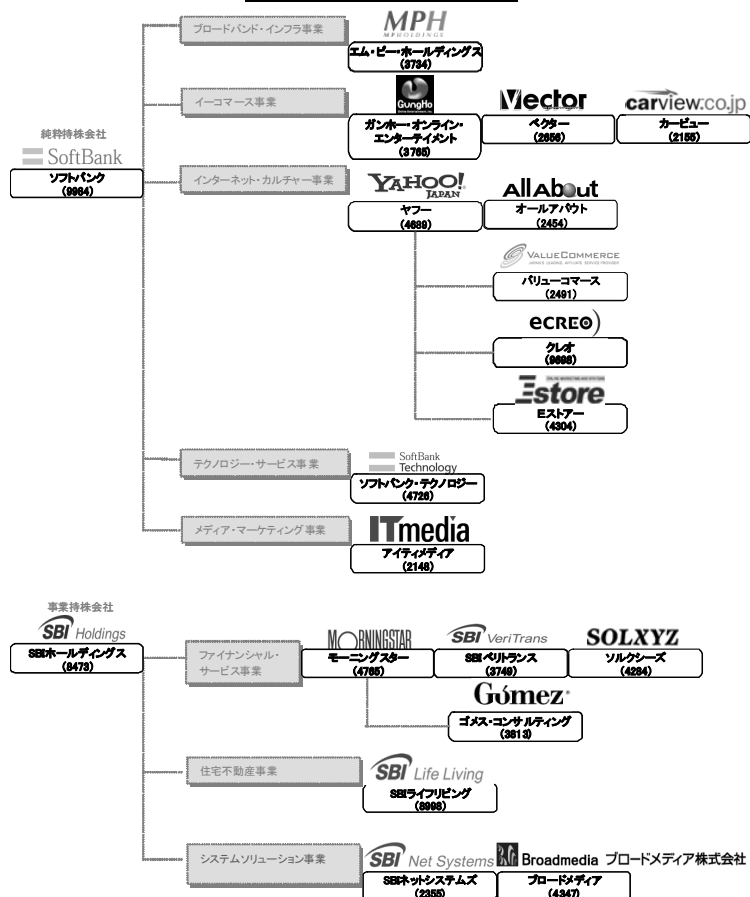 ブロードバンド・インフラ事業
MPH
MPHOLDINGS
エム・ピー・ホールディングス
(3734)
イーコマース事業
GungHo
ガンホー・オンライン・
エンターテイメント
(3765)
Vector
ベクター
(2656)
carview.co.jp
カービュー
(2155)
純粋持株会社
SoftBank
ソフトバンク
(9984)
インターネット・カルチャー事業
YAHOO!
JAPAN
ヤフー
(4689)
All About
オールアバウト
(2454)
VALUECOMMERCE
JAPAN'S LEADING AFFILIATE SERVICE PROVIDER
バリューコマース
(2491)
eCREO)
クレオ
(9698)
Estore
Eストアー
(4304)
テクノロジー・サービス事業
SoftBank
Technology
ソフトバンク・テクノロジー
(4726)
メディア・マーケティング事業
ITmedia
アイティメディア
(2148)
事業持株会社
SBI Holdings
SBIホールディングス
(8473)
ファイナンシャル・
サービス事業
MORNINGSTAR
モーニングスター
(4765)
SBI VeriTrans
SBIベリトランス
(3749)
SOLXYZ
ソルクシーズ
(4284)
Gómez
ゴメス・コンサルティング
(3813)
住宅不動産事業
SBI Life Living
SBIライフリビング
(8998)
システムソリューション事業
SBI Net Systems
SBIネットシステムズ
(2355)
Broadmedia ブロードメディア株式会社
ブロードメディア
(4347)